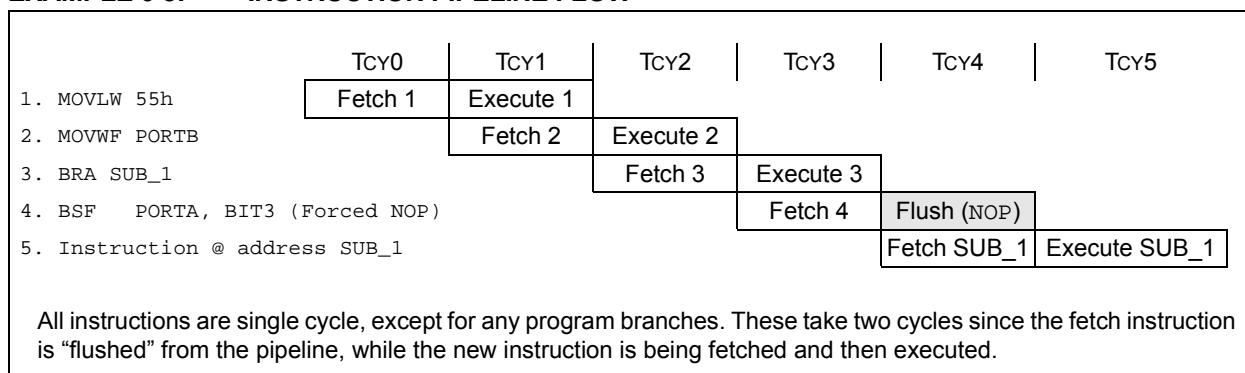 TCY0 TCY1 TCY2 TCY3 TCY4 TCY5
1. MOVLW 55h Fetch 1 Execute 1
2. MOVWF PORTB Fetch 2 Execute 2
3. BRA SUB_1 Fetch 3 Execute 3
4. BSF PORTA, BIT3 (Forced NOP) Fetch 4 Flush (NOP)
5. Instruction @ address SUB_1 Fetch SUB_1 Execute SUB_1
All instructions are single cycle, except for any program branches. These take two cycles since the fetch instruction
is “flushed” from the pipeline, while the new instruction is being fetched and then executed.